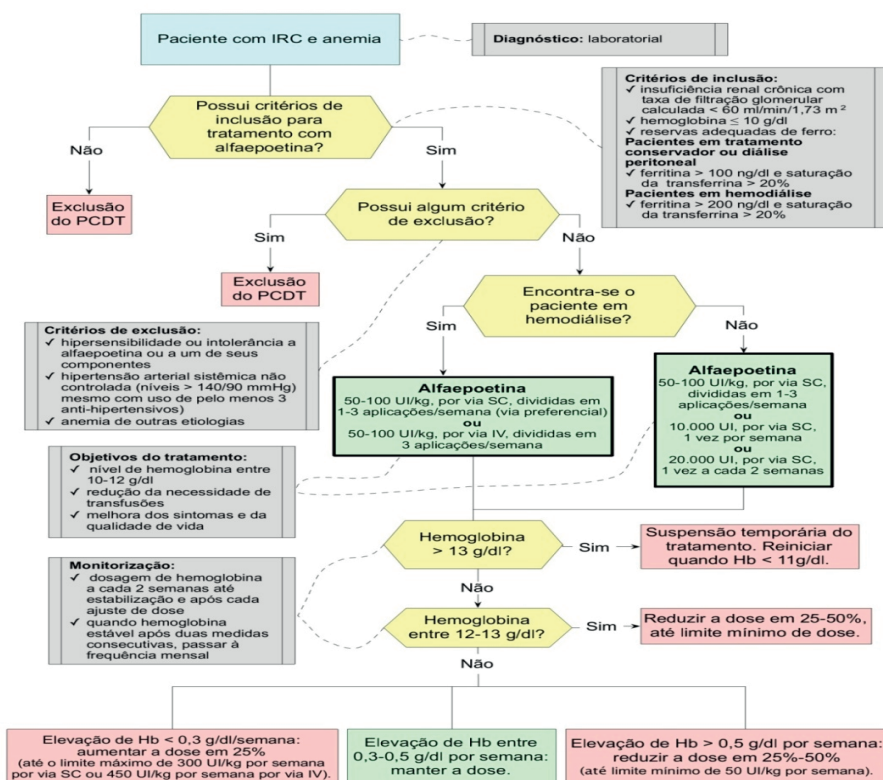 Paciente com IRC e anemia
Diagnóstico: laboratorial
Possui critérios de
inclusão para
tratamento com
alfaepoetina?
Critérios de inclusão:
✓ insuficiência renal crônica com
taxa de filtração glomerular
calculada < 60 ml/min/1,73 m²
✓ hemoglobina ≤ 10 g/dl
✓ reservas adequadas de ferro:
Pacientes em tratamento
conservador ou diálise
peritoneal
✓ ferritina > 100 ng/dl e saturação
da transferrina > 20%
Pacientes em hemodiálise
✓ ferritina > 200 ng/dl e saturação
da transferrina > 20%
Não
Sim
Exclusão
do PCDT
Possui algum critério
de exclusão?
Sim
Não
Exclusão
do PCDT
Encontra-se o
paciente em
hemodiálise?
Sim
Não
Critérios de exclusão:
✓ hipersensibilidade ou intolerância a
alfaepoetina ou a um de seus
componentes
✓ hipertensão arterial sistêmica não
controlada (níveis > 140/90 mmHg)
mesmo com uso de pelo menos 3
anti-hipertensivos)
✓ anemia de outras etiologias
Alfaepoetina
50-100 UI/kg, por via SC, divididas em
1-3 aplicações/semana (via preferencial)
ou
50-100 UI/kg, por via IV, divididas em
3 aplicações/semana
Alfaepoetina
50-100 UI/kg, por via SC,
divididas em 1-3
aplicações/semana
ou
10.000 UI, por via SC,
1 vez por semana
ou
20.000 UI, por via SC,
1 vez a cada 2 semanas
Objetivos do tratamento:
✓ nível de hemoglobina entre
10-12 g/dl
✓ redução da necessidade de
transfusões
✓ melhora dos sintomas e da
qualidade de vida
Hemoglobina
> 13 g/dl?
Sim
Suspensão temporária do
tratamento. Reiniciar
quando Hb < 11g/dl.
Não
Monitorização:
✓ dosagem de hemoglobina
a cada 2 semanas até
estabilização e após cada
ajuste de dose
✓ quando hemoglobina
estável após duas medidas
consecutivas, passar à
frequência mensal
Hemoglobina
entre 12-13 g/dl?
Sim
Reduzir a dose em 25-50%,
até limite mínimo de dose.
Não
Elevação de Hb < 0,3 g/dl/semana:
aumentar a dose em 25%
(até o limite máximo de 300 UI/kg por semana
por via SC ou 450 UI/kg por semana por via IV).
Elevação de Hb entre
0,3-0,5 g/dl por semana:
manter a dose.
Elevação de Hb > 0,5 g/dl por semana:
reduzir a dose em 25%-50%
(até limite mínimo de 50 UI/kg por semana).